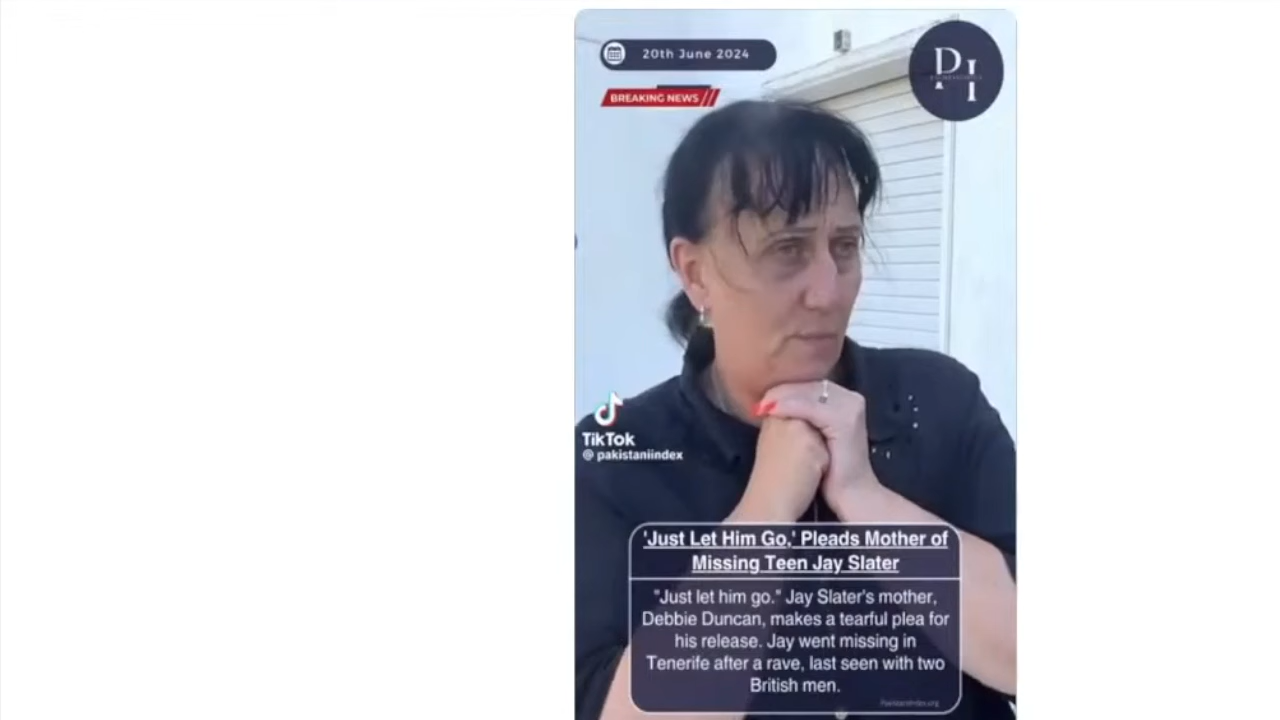 20th June 2024
BREAKING NEWS
PI
TikTok
@ pakistaniindex
'Just Let Him Go,' Pleads Mother of
Missing Teen Jay Slater
"Just let him go." Jay Slater's mother,
Debbie Duncan, makes a tearful plea for
his release. Jay went missing in
Tenerife after a rave, last seen with two
British men.